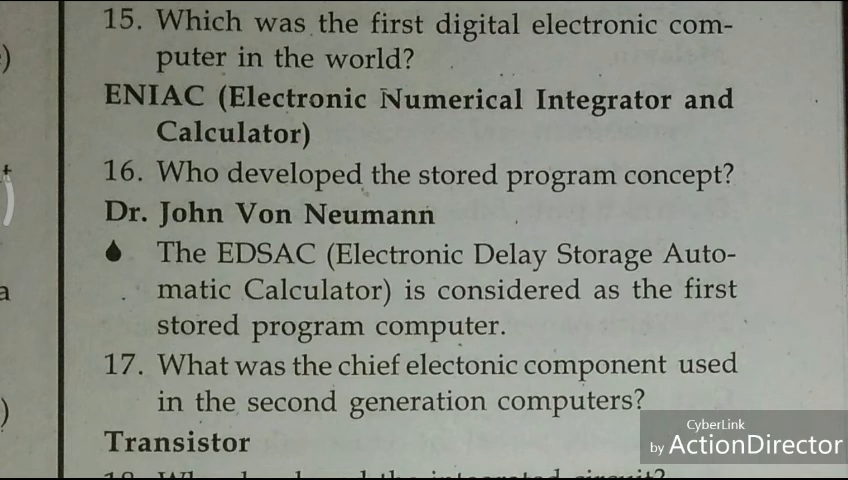 15. Which was the first digital electronic com-
puter in the world?
ENIAC (Electronic Numerical Integrator and
Calculator)
16. Who developed the stored program concept?
Dr. John Von Neumann
The EDSAC (Electronic Delay Storage Auto-
matic Calculator) is considered as the first
stored program computer.
17. What was the chief electonic component used
in the second generation computers?
Transistor
CyberLink
by ActionDirector